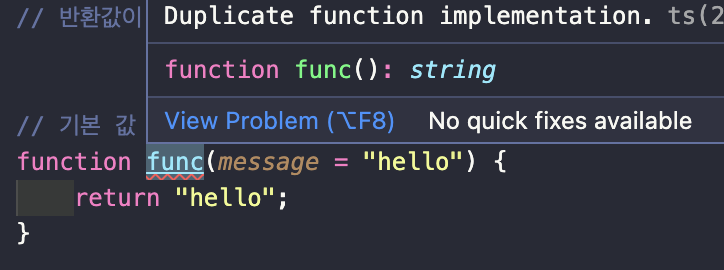 // 반환값이
Duplicate function implementation. ts(2
function func(): string
View Problem (⌥F8) No quick fixes available
// 기본 값
function func(message = "hello") {
return "hello";
}